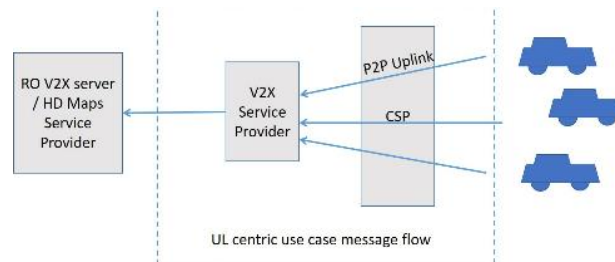 RO V2X server
/ HD Maps
Service
Provider
V2X
Service
Provider
P2P Uplink
CSP
UL centric use case message flow